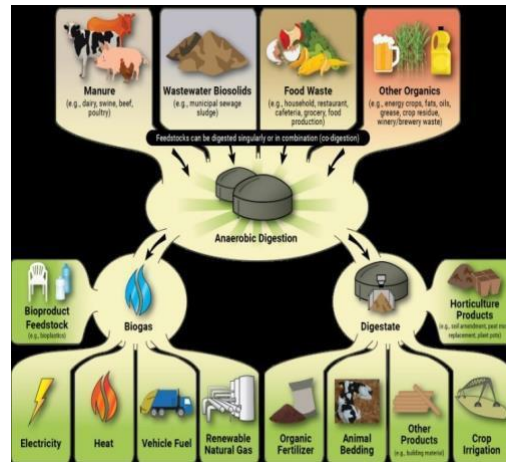 Manure
(e.g., dairy, swine, beef,
poultry)
Wastewater Biosolids
(e.g., municipal sewage
sludge)
Food Waste
(e.g., household, restaurant,
cafeteria, grocery, food
production)
Other Organics
(e.g., energy crops, fats, oils,
grease, crop residue,
winery/brewery waste)
Feedstocks can be digested singularly or in combination (co-digestion)
Anaerobic Digestion
Bioproduct
Feedstock
(e.g., bioplastics)
Biogas
Digestate
Horticulture
Products
(e.g., soil amendment, peat moss
replacement, plant pots)
Electricity
Heat
Vehicle Fuel
Renewable
Natural Gas
Organic
Fertilizer
Animal
Bedding
Other
Products
(e.g., building material)
Crop
Irrigation